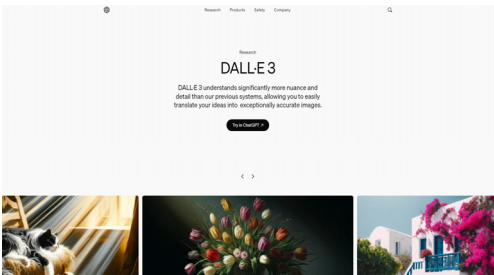 Research Products Safety Company
Research
DALL·E 3
DALL·E 3 understands significantly more nuance and
detail than our previous systems, allowing you to easily
translate your ideas into exceptionally accurate images.
Try in ChatGPT ↗